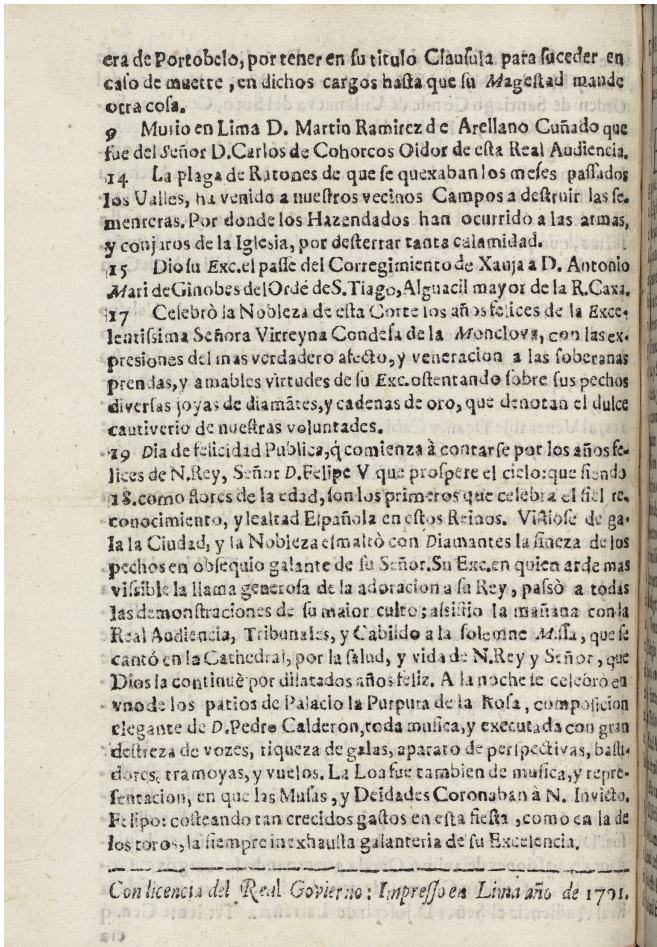 era de Portobelo, por tener en su titulo Clausula para suceder en
caso de muerte, en dichos cargos hasta que su Magestad mande
otra cosa.
9 Murio en Lima D. Martin Ramirez de Arellano Cuñado que
fue del Señor D. Carlos de Cohorcos Oidor de esta Real Audiencia.
14 La plaga de Ratones de que se quexaban los meses passados
los Valles, ha venido a nuestros vecinos Campos a destruir las se-
menteras. Por donde los Hazendados han ocurrido a las armas,
y conjuros de la Iglesia, por desterrar tanta calamidad.
15 Dio su Exc. el passe del Corregimiento de Xauja a D. Antonio
Mari de Ginobes del Ordē de S. Tiago, Alguacil mayor de la R. Caxa.
17 Celebrò la Nobleza de esta Corte los años felices de la Exce-
lentissima Señora Virreyna Condesa de la Monclova, con las ex-
presiones del mas verdadero afecto, y veneracion a las soberanas
prendas, y amables virtudes de su Exc. ostentando sobre sus pechos
diversas joyas de diamātes, y cadenas de oro, que denotan el dulce
cautiverio de nuestras voluntades.
19 Dia de felicidad Publica, q̄ comienza à contarse por los años fe-
lices de N. Rey, Señor D. Felipe V que prospere el cielo: que siendo
18. como flores de la edad, son los primeros que celebra el fiel re-
conocimiento, y lealtad Española en estos Reinos. Vistiose de ga-
la la Ciudad, y la Nobleza esmaltò con Diamantes la fineza de los
pechos en obsequio galante de su Señor. Su Exc. en quien arde mas
vissible la llama generosa de la adoracion a su Rey, passò a todas
las demonstraciones de su maior culto; asistio la mañana con la
Real Audiencia, Tribunales, y Cabildo a la solemne Missa, que se
cantó en la Cathedral, por la salud, y vida de N. Rey y Señor, que
Dios la continuè por dilatados años feliz. A la noche se celebrò en
vno de los patios de Palacio la Purpura de la Rosa, composicion
elegante de D. Pedro Calderon, toda musica, y executada con gran
destreza de vozes, riqueza de galas, aparato de perspectivas, basti-
dores, tramoyas, y vuelos. La Loa fue tambien de musica, y repre-
sentacion, en que las Musas, y Deidades Coronaban à N. Invicto.
Felipo: costeando tan crecidos gastos en esta fiesta, como en la de
los toros, la siempre inexhausta galanteria de su Excelencia.
Con licencia del Real Govierno: Impresso en Lima año de 1701.